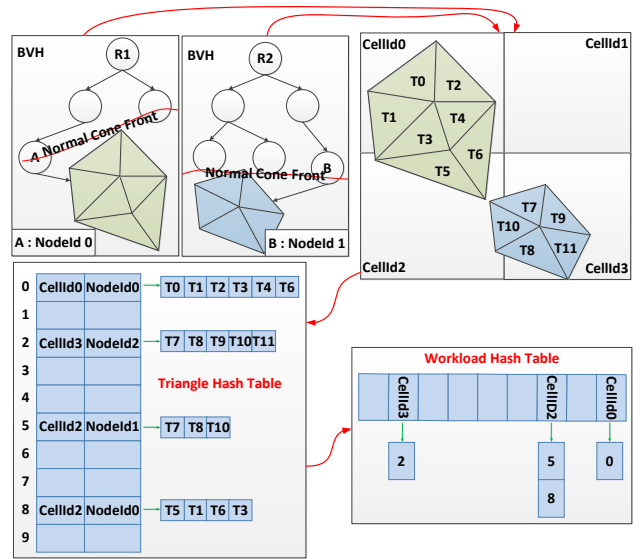 BVH
R1
A
Normal Cone Front
A : NodeId 0
BVH
R2
B
Normal Cone Front
B : NodeId 1
CellId0
CellId1
T0
T2
T1
T4
T3
T6
T5
T7
T9
T10
T8
T11
CellId2
CellId3
0
CellId0 NodeId0
T0 T1 T2 T3 T4 T6
1
2
CellId3 NodeId2
T7 T8 T9 T10 T11
3
Triangle Hash Table
4
5
CellId2 NodeId1
T7 T8 T10
6
7
8
CellId2 NodeId0
T5 T1 T6 T3
9
Workload Hash Table
CellId3
CellID2
CellId0
2
5
0
8